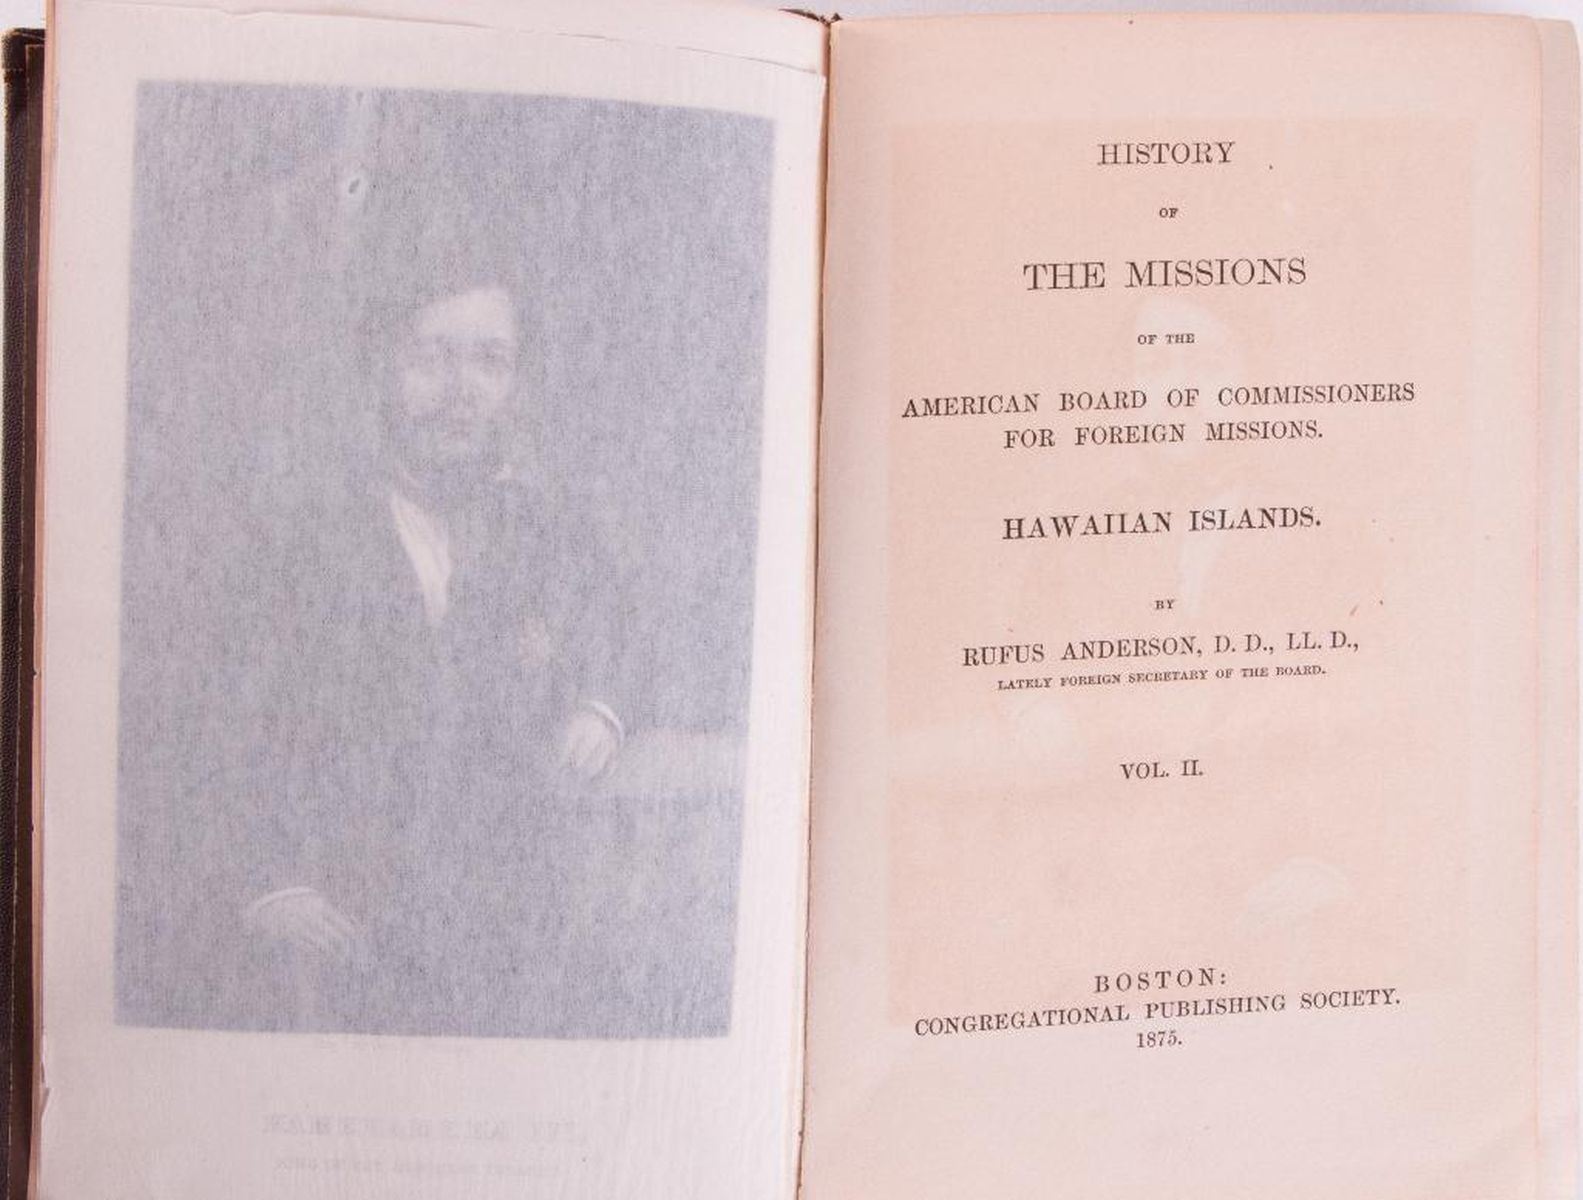 HISTORY
OF
THE MISSIONS
OF THE
AMERICAN BOARD OF COMMISSIONERS
FOR FOREIGN MISSIONS.
HAWAIIAN ISLANDS.
BY
RUFUS ANDERSON, D. D., LL. D.,
LATELY FOREIGN SECRETARY OF THE BOARD.
VOL. II.
BOSTON:
CONGREGATIONAL PUBLISHING SOCIETY.
1875.